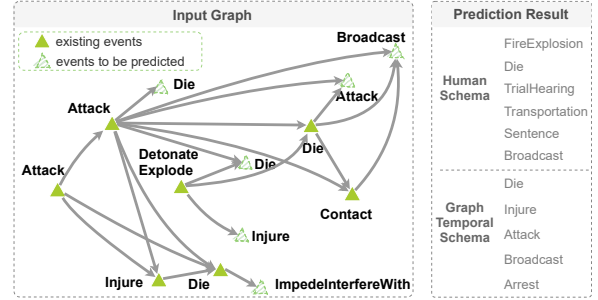 Input Graph
existing events
events to be predicted
Broadcast
Die
Attack
Attack
Die
Detonate
Explode
Die
Attack
Contact
Injure
Injure
Die
ImpedeInterfereWith
Prediction Result
Human
Schema
FireExplosion
Die
TrialHearing
Transportation
Sentence
Broadcast
Graph
Temporal
Schema
Die
Injure
Attack
Broadcast
Arrest